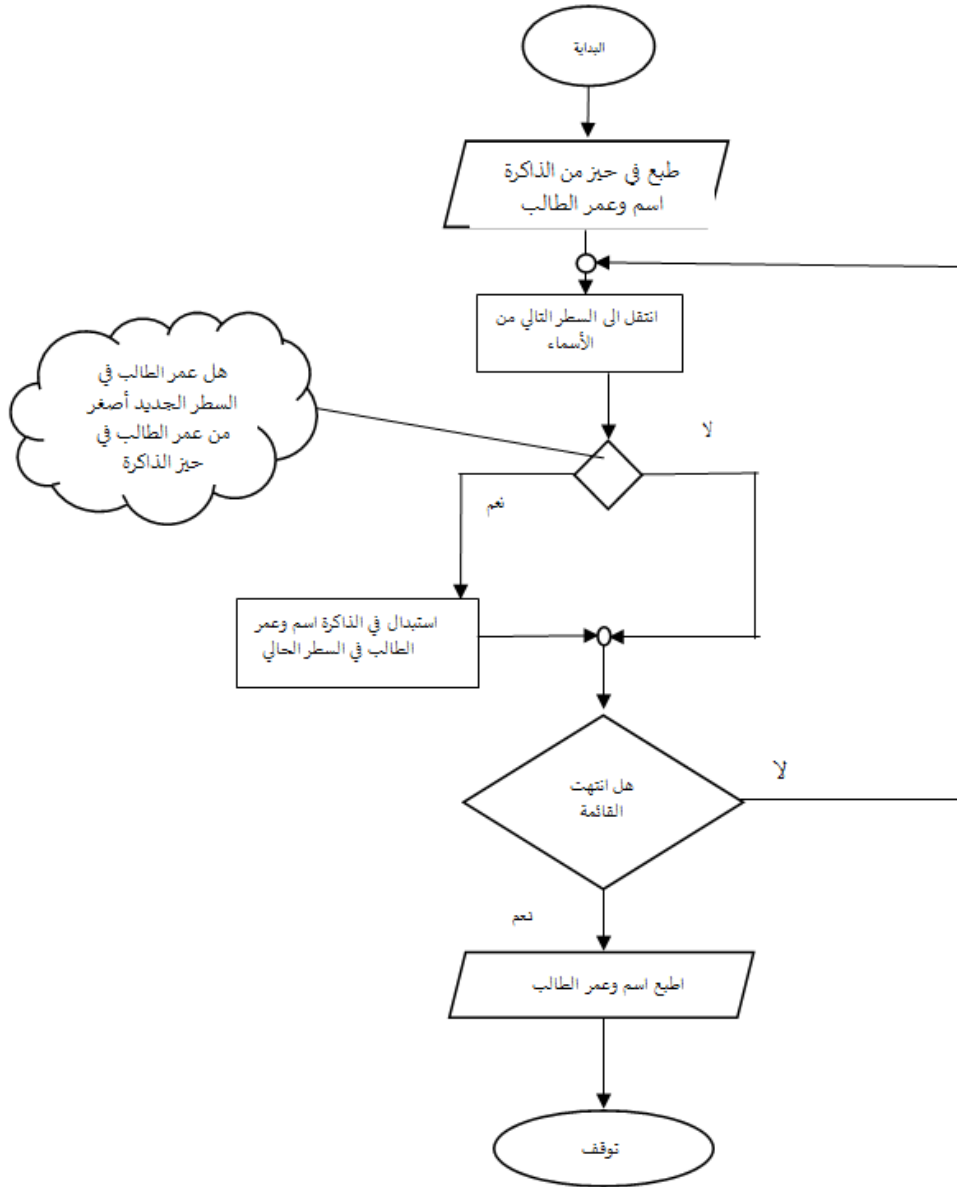 البداية
طبع في حيز من الذاكرة
اسم وعمر الطالب
انتقل الى السطر التالي من
الأسماء
هل عمر الطالب في
السطر الجديد أصغر
من عمر الطالب في
حيز الذاكرة
لا
نعم
استبدال في الذاكرة اسم وعمر
الطالب في السطر الحالي
هل انتهت
القائمة
لا
نعم
اطبع اسم وعمر الطالب
توقف